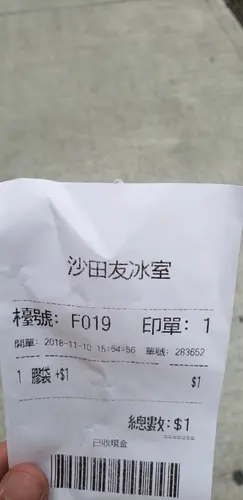 沙田友冰室
檯號: F019 印單: 1
開單: 2018-11-10 15:54:56 單號: 283652
1 膠袋 +$1 $1
總數: $1
已收現金